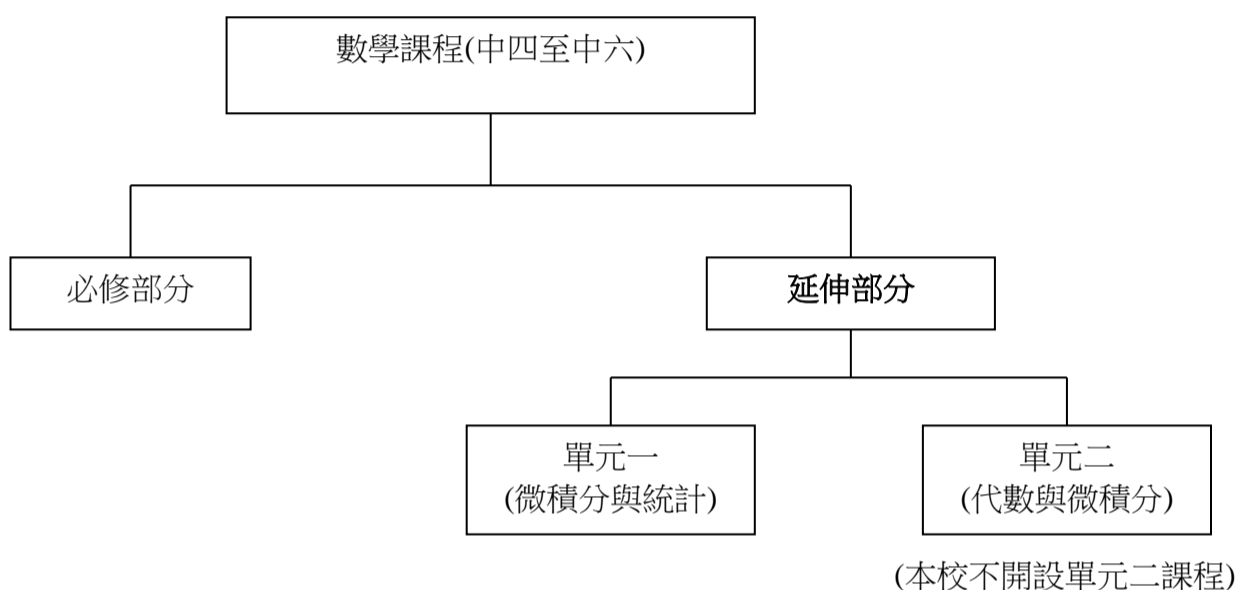 數學課程(中四至中六)
必修部分
延伸部分
單元一
(微積分與統計)
單元二
(代數與微積分)
(本校不開設單元二課程)